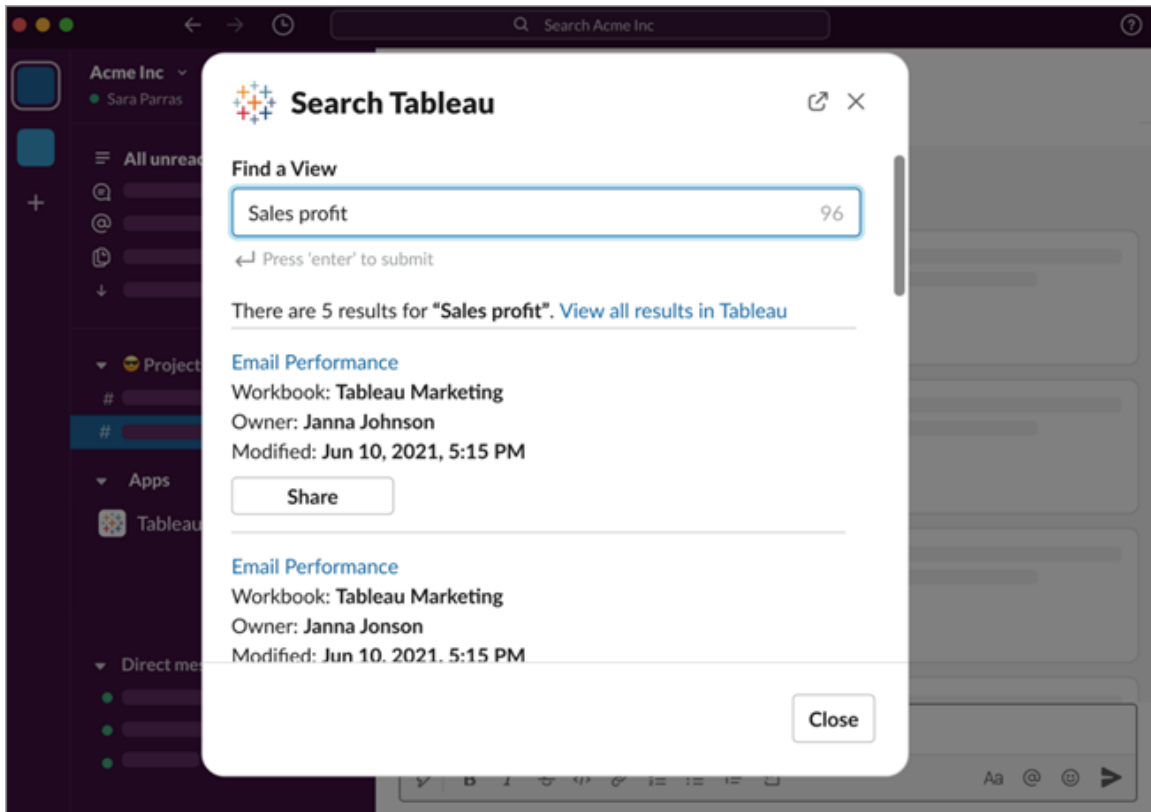 Search Acme Inc
Acme Inc
Sara Parras
All unread
Project
Apps
Tableau
Direct mes
Search Tableau
Find a View
Sales profit 96
Press 'enter' to submit
There are 5 results for “Sales profit”. View all results in Tableau
Email Performance
Workbook: Tableau Marketing
Owner: Janna Johnson
Modified: Jun 10, 2021, 5:15 PM
Share
Email Performance
Workbook: Tableau Marketing
Owner: Janna Jonson
Modified: Jun 10, 2021, 5:15 PM
Close
Aa @